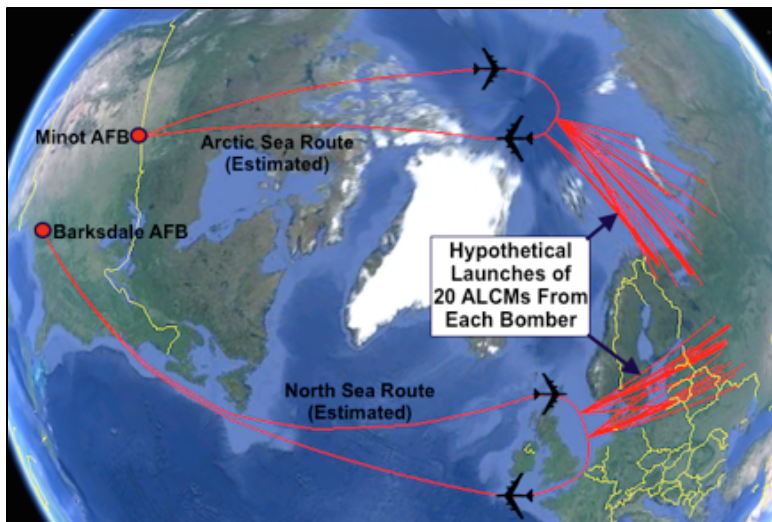 Minot AFB
Arctic Sea Route
(Estimated)
Barksdale AFB
Hypothetical
Launches of
20 ALCMs From
Each Bomber
North Sea Route
(Estimated)